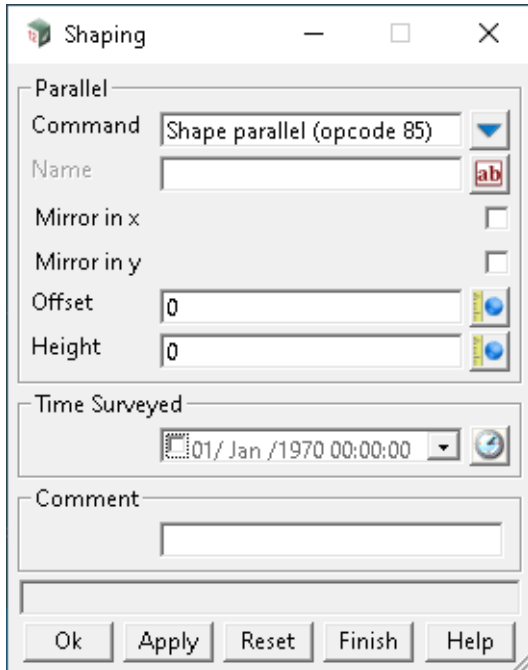 12 Shaping
Parallel
Command Shape parallel (opcode 85)
Name ab
Mirror in x
Mirror in y
Offset 0
Height 0
Time Surveyed
01/ Jan /1970 00:00:00
Comment
Ok Apply Reset Finish Help